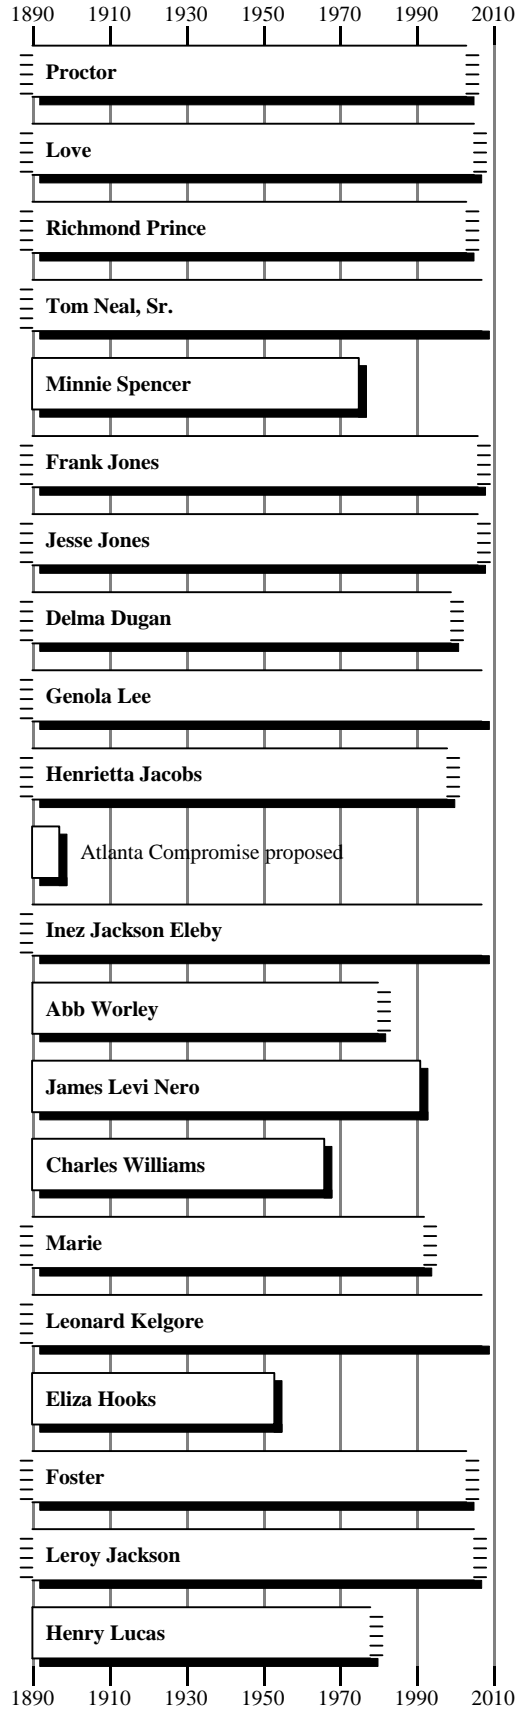 1890 1910 1930 1950 1970 1990 2010
Proctor
Love
Richmond Prince
Tom Neal, Sr.
Minnie Spencer
Frank Jones
Jesse Jones
Delma Dugan
Genola Lee
Henrietta Jacobs
Atlanta Compromise proposed
Inez Jackson Eleby
Abb Worley
James Levi Nero
Charles Williams
Marie
Leonard Kelgore
Eliza Hooks
Foster
Leroy Jackson
Henry Lucas
1890 1910 1930 1950 1970 1990 2010